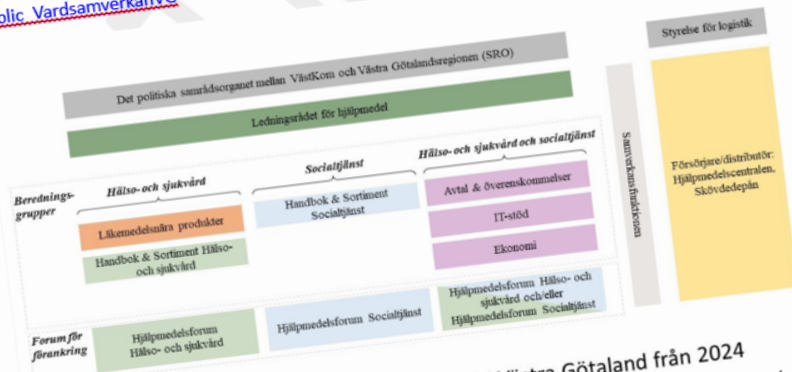 Styrelse för logistik
Det politiska samrådsorganet mellan VästKom och Västra Götalandsregionen (SRO)
Ledningsrådet för hjälpmedel
Berednings-
grupper
Hälso- och sjukvård
Socialtjänst
Hälso- och sjukvård och socialtjänst
Läkemedelsnära produkter
Handbok & Sortiment Hälso-
och sjukvård
Handbok & Sortiment
Socialtjänst
Avtal & överenskommelser
IT-stöd
Ekonomi
Samverkansfunktionen
Försörjare/distributör:
Hjälpmedelscentralen,
Skövdedepån
Forum för
förankring
Hjälpmedelsforum
Hälso- och sjukvård
Hjälpmedelsforum Socialtjänst
Hjälpmedelsforum Hälso- och
sjukvård och/eller
Hjälpmedelsforum Socialtjänst
Götaland från 2024